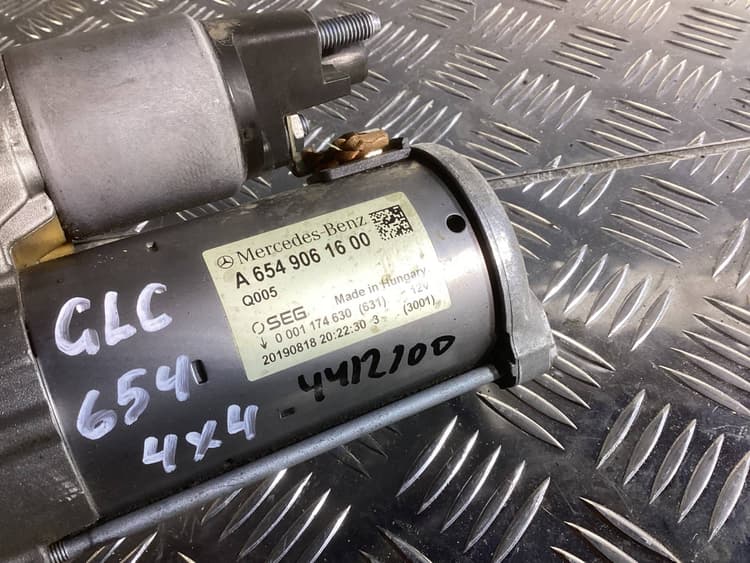 Mercedes-Benz
A 654 906 16 00
Q005
Made in Hungary
SEG 12V
0 001 174 630 (631) (3001)
20190818 20:22:30 3
4412100
GLC
654
4x4